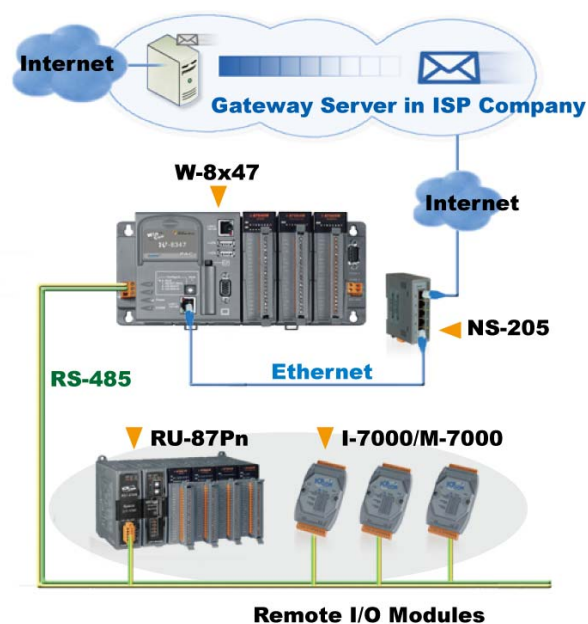 Internet
Gateway Server in ISP Company
W-8x47
Internet
NS-205
Ethernet
RS-485
RU-87Pn
I-7000/M-7000
Remote I/O Modules